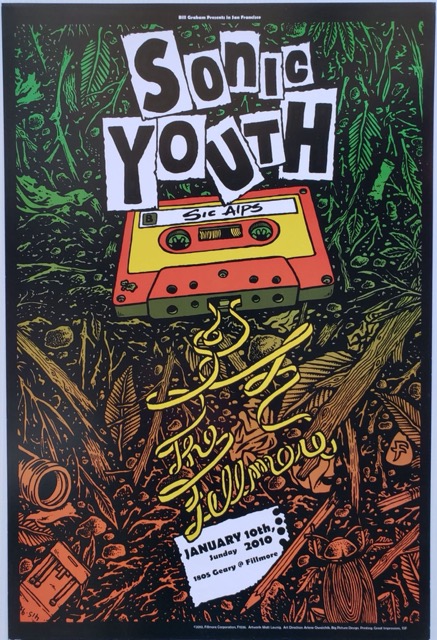 Bill Graham Presents in San Francisco
Sonic
YOUTH
B
Sic Alps
The
Fillmore
JANUARY 10th,
Sunday 2010
1805 Geary @ Fillmore